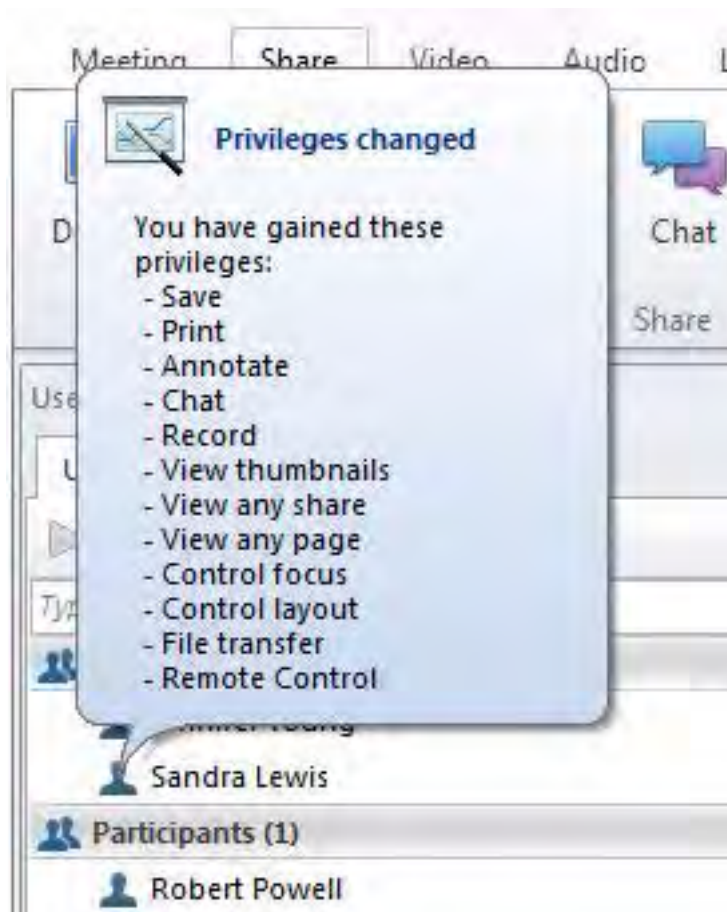 Meeting Share Video Audio
Privileges changed
You have gained these
privileges:
- Save
- Print
- Annotate
- Chat
- Record
- View thumbnails
- View any share
- View any page
- Control focus
- Control layout
- File transfer
- Remote Control
Chat
Share
Sandra Lewis
Participants (1)
Robert Powell